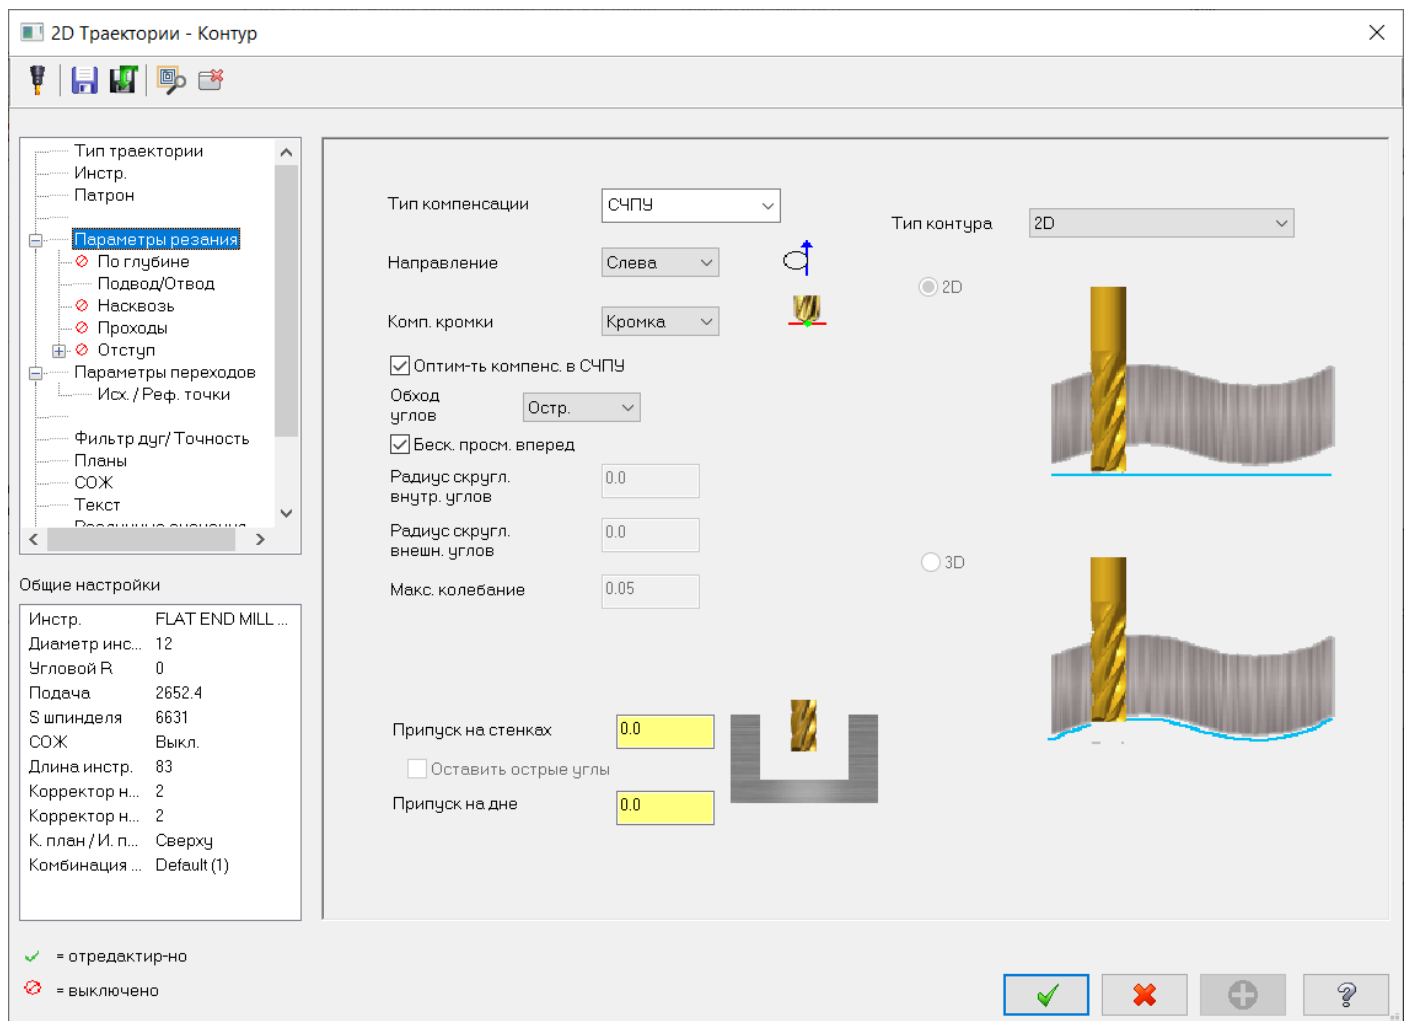 2D Траектории - Контур
Тип траектории
Инстр.
Патрон
Параметры резания
По глубине
Подвод/Отвод
Насквозь
Проходы
Отступ
Параметры переходов
Исх. / Реф. точки
Фильтр дуг/ Точность
Планы
СОЖ
Текст
Общие настройки
Инстр. FLAT END MILL ...
Диаметр инс... 12
Угловой R 0
Подача 2652.4
S шпинделя 6631
СОЖ Выкл.
Длина инстр. 83
Корректор н... 2
Корректор н... 2
К. план / И. п... Сверху
Комбинация ... Default (1)
= отредактир-но
= выключено
Тип компенсации СЧПУ
Направление Слева
Комп. кромки Кромка
Оптим-ть компенс. в СЧПУ
Обход
углов Остр.
Беск. просм. вперед
Радиус скругл. 0.0
внутр. углов
Радиус скругл. 0.0
внешн. углов
Макс. колебание 0.05
Припуск на стенках 0.0
Оставить острые углы
Припуск на дне 0.0
Тип контура 2D
2D
3D